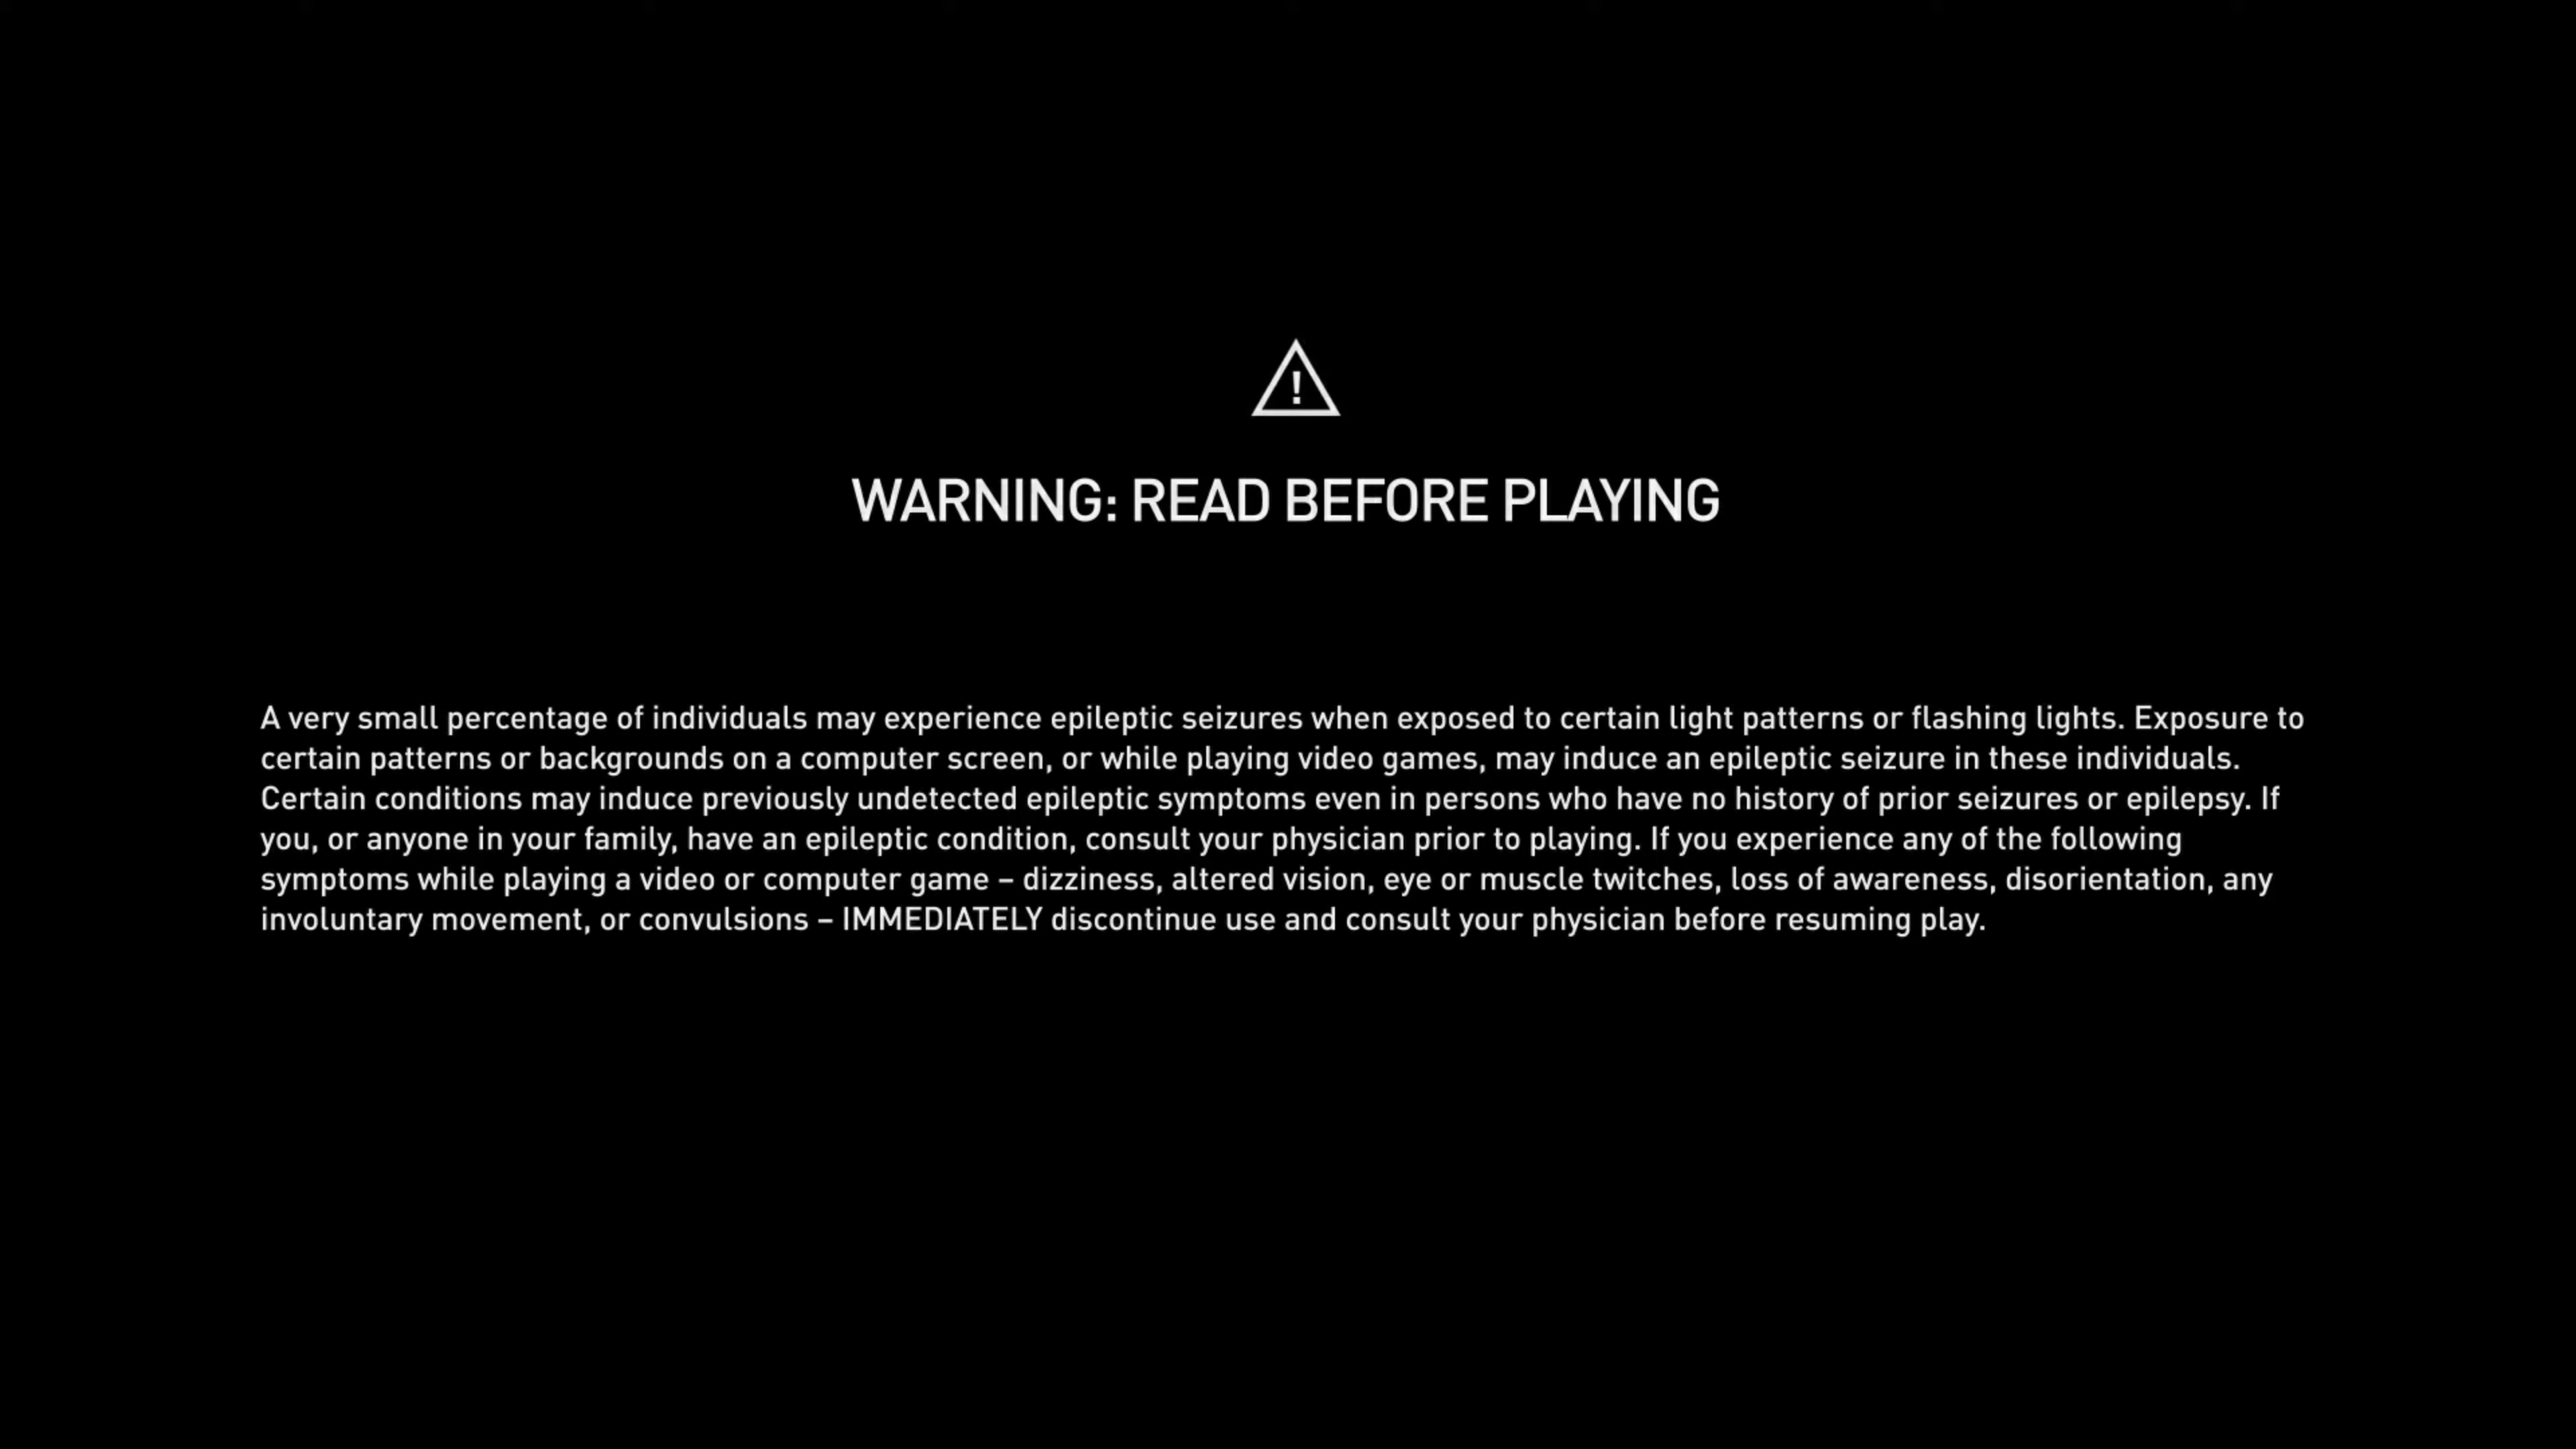 !
WARNING: READ BEFORE PLAYING
A very small percentage of individuals may experience epileptic seizures when exposed to certain light patterns or flashing lights. Exposure to
certain patterns or backgrounds on a computer screen, or while playing video games, may induce an epileptic seizure in these individuals.
Certain conditions may induce previously undetected epileptic symptoms even in persons who have no history of prior seizures or epilepsy. If
you, or anyone in your family, have an epileptic condition, consult your physician prior to playing. If you experience any of the following
symptoms while playing a video or computer game – dizziness, altered vision, eye or muscle twitches, loss of awareness, disorientation, any
involuntary movement, or convulsions – IMMEDIATELY discontinue use and consult your physician before resuming play.